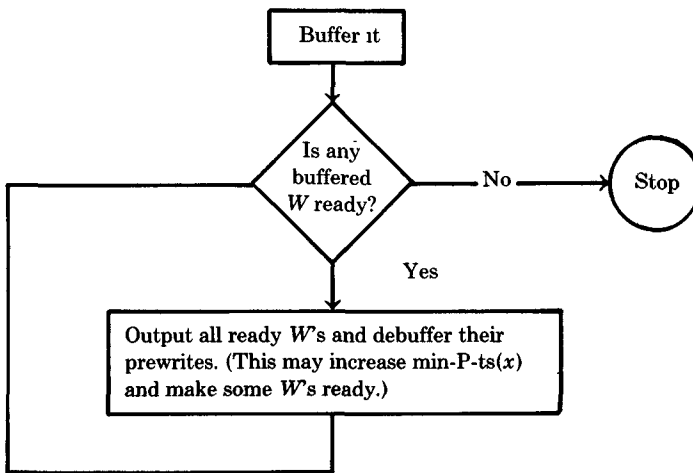 Buffer ıt
Is any
buffered
W ready?
No
Stop
Yes
Output all ready W's and debuffer their
prewrites. (This may increase min-P-ts(x)
and make some W's ready.)